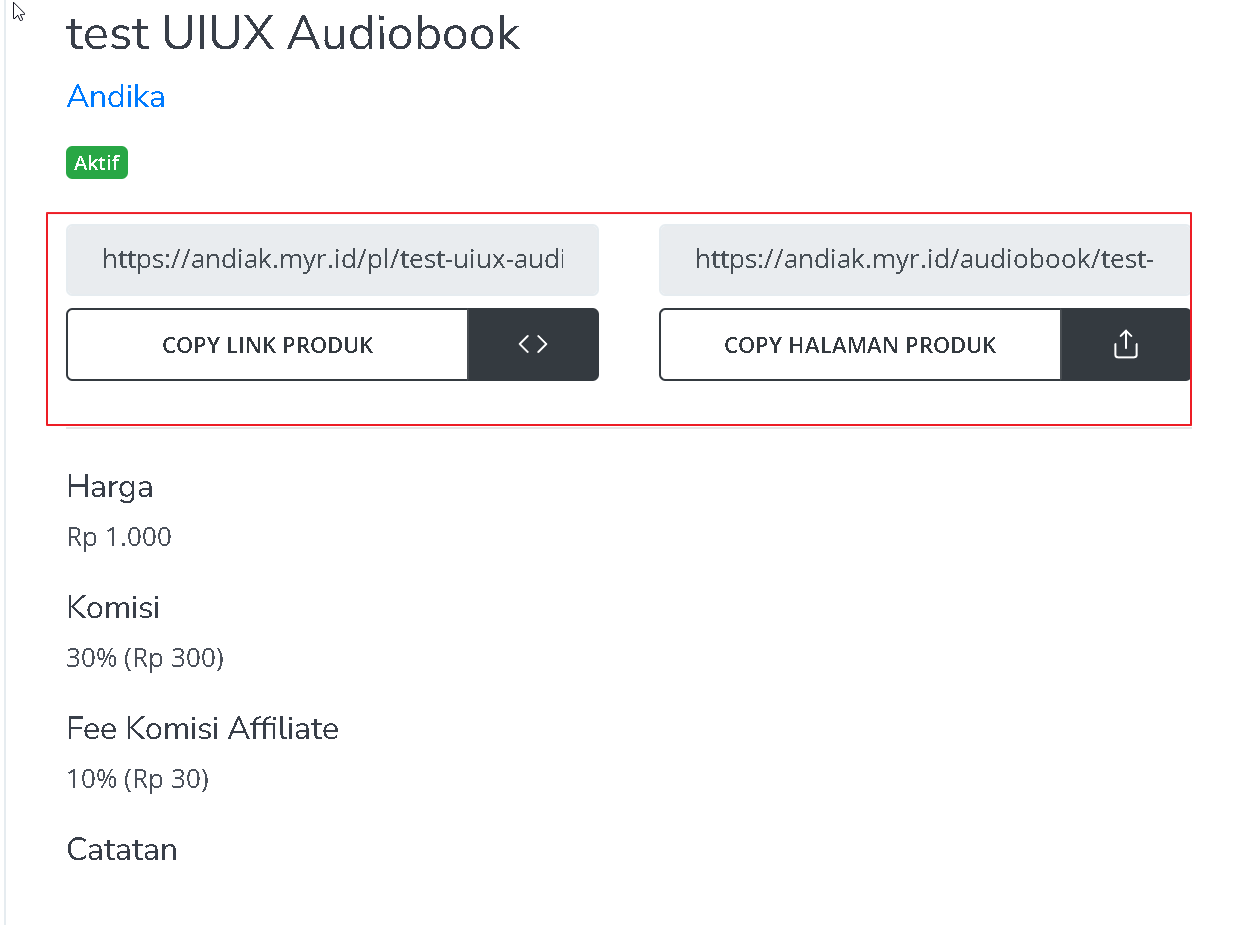 test UIUX Audiobook
Andika
Aktif
https://andiak.myr.id/pl/test-uiux-audi
https://andiak.myr.id/audiobook/test-
COPY LINK PRODUK
COPY HALAMAN PRODUK
Harga
Rp 1.000
Komisi
30% (Rp 300)
Fee Komisi Affiliate
10% (Rp 30)
Catatan